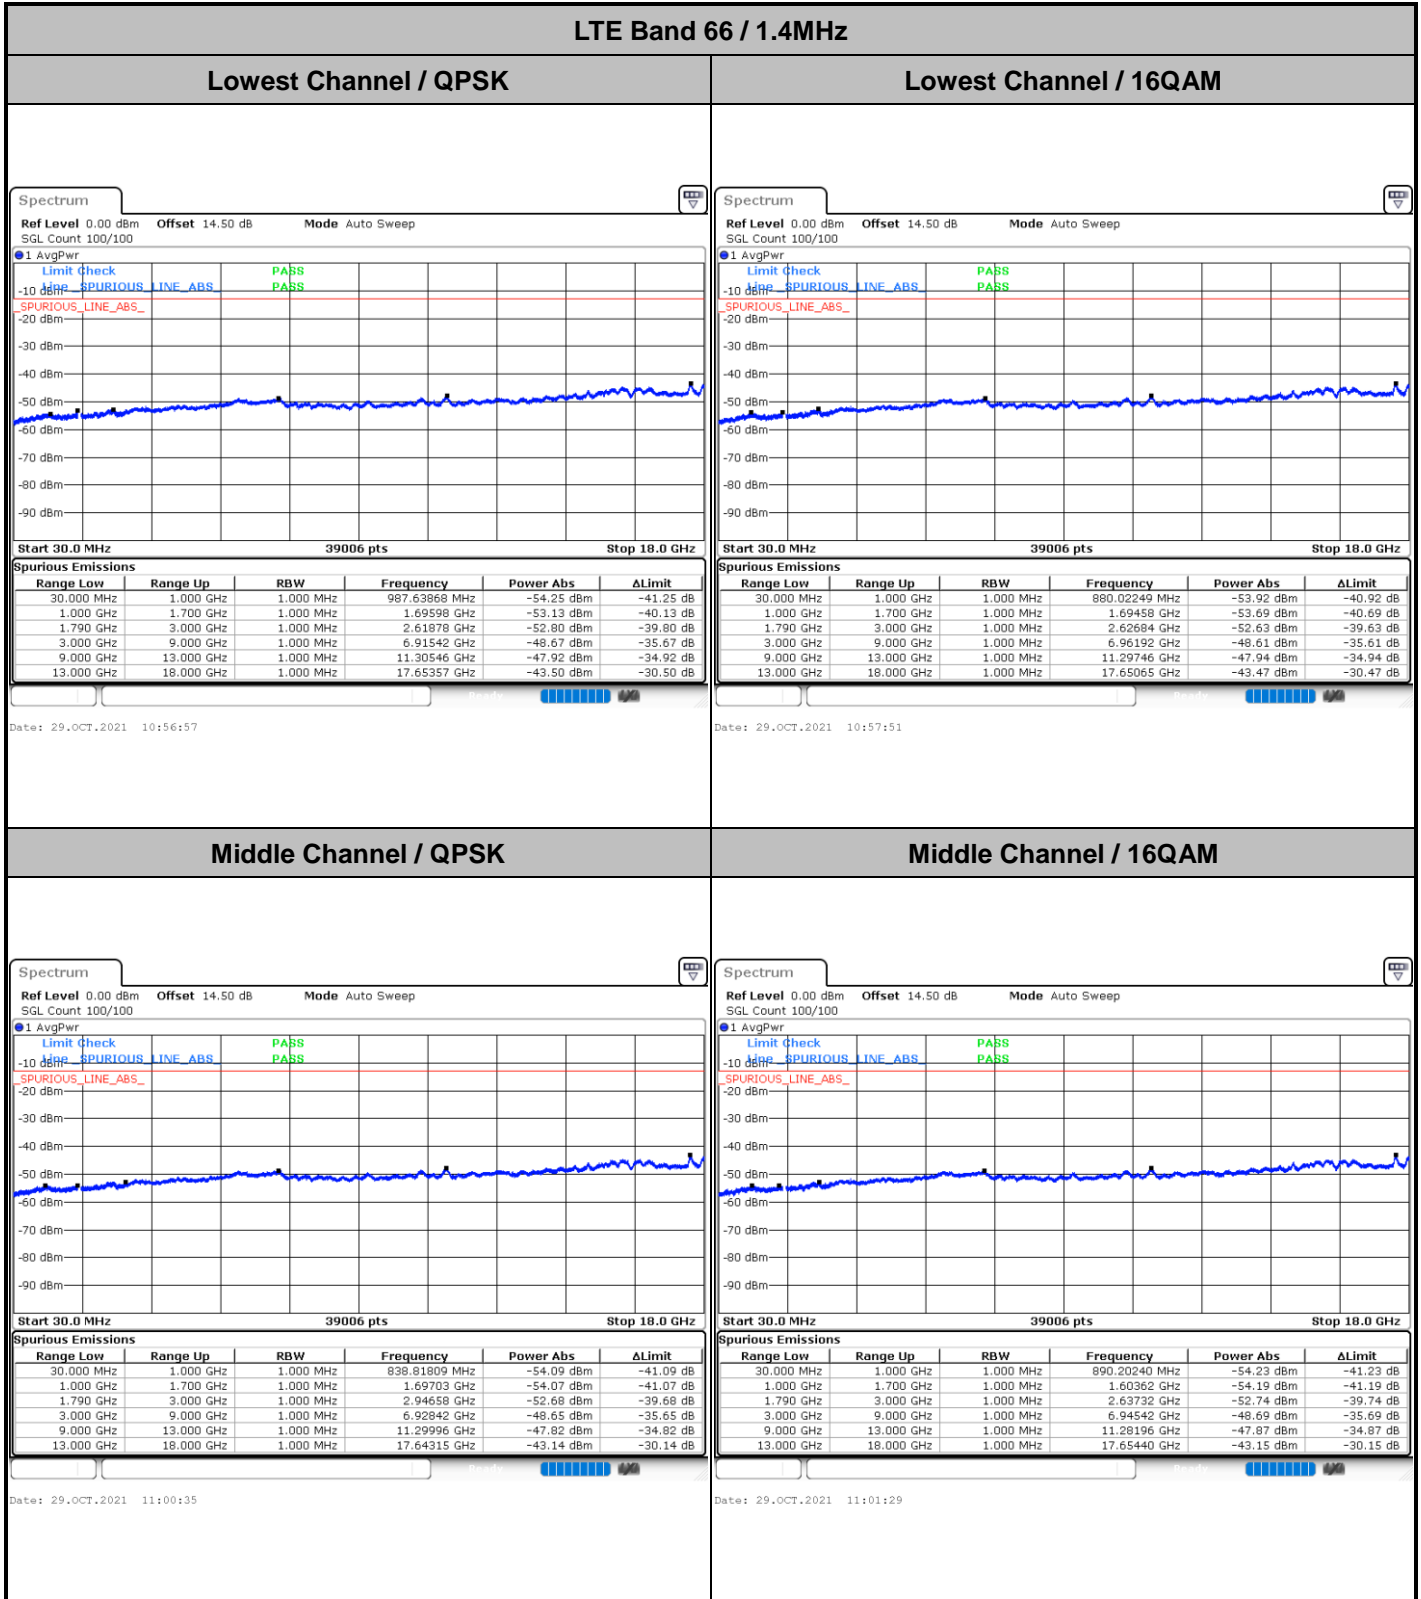 LTE Band 66 / 1.4MHz
Lowest Channel / QPSK
Lowest Channel / 16QAM
Spectrum
Ref Level 0.00 dBm Offset 14.50 dB Mode Auto Sweep
SGL Count 100/100
1 AvgPwr
Limit Check PASS
Line _SPURIOUS_LINE_ABS_ PASS
-10 dBm
_SPURIOUS_LINE_ABS_
-20 dBm
-30 dBm
-40 dBm
-50 dBm
-60 dBm
-70 dBm
-80 dBm
-90 dBm
Start 30.0 MHz 39006 pts Stop 18.0 GHz
Spurious Emissions
Range Low Range Up RBW Frequency Power Abs ΔLimit
30.000 MHz 1.000 GHz 1.000 MHz 987.63868 MHz -54.25 dBm -41.25 dB
1.000 GHz 1.700 GHz 1.000 MHz 1.69598 GHz -53.13 dBm -40.13 dB
1.790 GHz 3.000 GHz 1.000 MHz 2.61878 GHz -52.80 dBm -39.80 dB
3.000 GHz 9.000 GHz 1.000 MHz 6.91542 GHz -48.67 dBm -35.67 dB
9.000 GHz 13.000 GHz 1.000 MHz 11.30546 GHz -47.92 dBm -34.92 dB
13.000 GHz 18.000 GHz 1.000 MHz 17.65357 GHz -43.50 dBm -30.50 dB
Ready
Date: 29.OCT.2021 10:56:57
Spectrum
Ref Level 0.00 dBm Offset 14.50 dB Mode Auto Sweep
SGL Count 100/100
1 AvgPwr
Limit Check PASS
Line _SPURIOUS_LINE_ABS_ PASS
-10 dBm
_SPURIOUS_LINE_ABS_
-20 dBm
-30 dBm
-40 dBm
-50 dBm
-60 dBm
-70 dBm
-80 dBm
-90 dBm
Start 30.0 MHz 39006 pts Stop 18.0 GHz
Spurious Emissions
Range Low Range Up RBW Frequency Power Abs ΔLimit
30.000 MHz 1.000 GHz 1.000 MHz 880.02249 MHz -53.92 dBm -40.92 dB
1.000 GHz 1.700 GHz 1.000 MHz 1.69458 GHz -53.69 dBm -40.69 dB
1.790 GHz 3.000 GHz 1.000 MHz 2.62684 GHz -52.63 dBm -39.63 dB
3.000 GHz 9.000 GHz 1.000 MHz 6.96192 GHz -48.61 dBm -35.61 dB
9.000 GHz 13.000 GHz 1.000 MHz 11.29746 GHz -47.94 dBm -34.94 dB
13.000 GHz 18.000 GHz 1.000 MHz 17.65065 GHz -43.47 dBm -30.47 dB
Ready
Date: 29.OCT.2021 10:57:51
Middle Channel / QPSK
Middle Channel / 16QAM
Spectrum
Ref Level 0.00 dBm Offset 14.50 dB Mode Auto Sweep
SGL Count 100/100
1 AvgPwr
Limit Check PASS
Line _SPURIOUS_LINE_ABS_ PASS
-10 dBm
_SPURIOUS_LINE_ABS_
-20 dBm
-30 dBm
-40 dBm
-50 dBm
-60 dBm
-70 dBm
-80 dBm
-90 dBm
Start 30.0 MHz 39006 pts Stop 18.0 GHz
Spurious Emissions
Range Low Range Up RBW Frequency Power Abs ΔLimit
30.000 MHz 1.000 GHz 1.000 MHz 838.81809 MHz -54.09 dBm -41.09 dB
1.000 GHz 1.700 GHz 1.000 MHz 1.69703 GHz -54.07 dBm -41.07 dB
1.790 GHz 3.000 GHz 1.000 MHz 2.94658 GHz -52.68 dBm -39.68 dB
3.000 GHz 9.000 GHz 1.000 MHz 6.92842 GHz -48.65 dBm -35.65 dB
9.000 GHz 13.000 GHz 1.000 MHz 11.29996 GHz -47.82 dBm -34.82 dB
13.000 GHz 18.000 GHz 1.000 MHz 17.64315 GHz -43.14 dBm -30.14 dB
Ready
Date: 29.OCT.2021 11:00:35
Spectrum
Ref Level 0.00 dBm Offset 14.50 dB Mode Auto Sweep
SGL Count 100/100
1 AvgPwr
Limit Check PASS
Line _SPURIOUS_LINE_ABS_ PASS
-10 dBm
_SPURIOUS_LINE_ABS_
-20 dBm
-30 dBm
-40 dBm
-50 dBm
-60 dBm
-70 dBm
-80 dBm
-90 dBm
Start 30.0 MHz 39006 pts Stop 18.0 GHz
Spurious Emissions
Range Low Range Up RBW Frequency Power Abs ΔLimit
30.000 MHz 1.000 GHz 1.000 MHz 890.20240 MHz -54.23 dBm -41.23 dB
1.000 GHz 1.700 GHz 1.000 MHz 1.60362 GHz -54.19 dBm -41.19 dB
1.790 GHz 3.000 GHz 1.000 MHz 2.63732 GHz -52.74 dBm -39.74 dB
3.000 GHz 9.000 GHz 1.000 MHz 6.94542 GHz -48.69 dBm -35.69 dB
9.000 GHz 13.000 GHz 1.000 MHz 11.28196 GHz -47.87 dBm -34.87 dB
13.000 GHz 18.000 GHz 1.000 MHz 17.65440 GHz -43.15 dBm -30.15 dB
Ready
Date: 29.OCT.2021 11:01:29